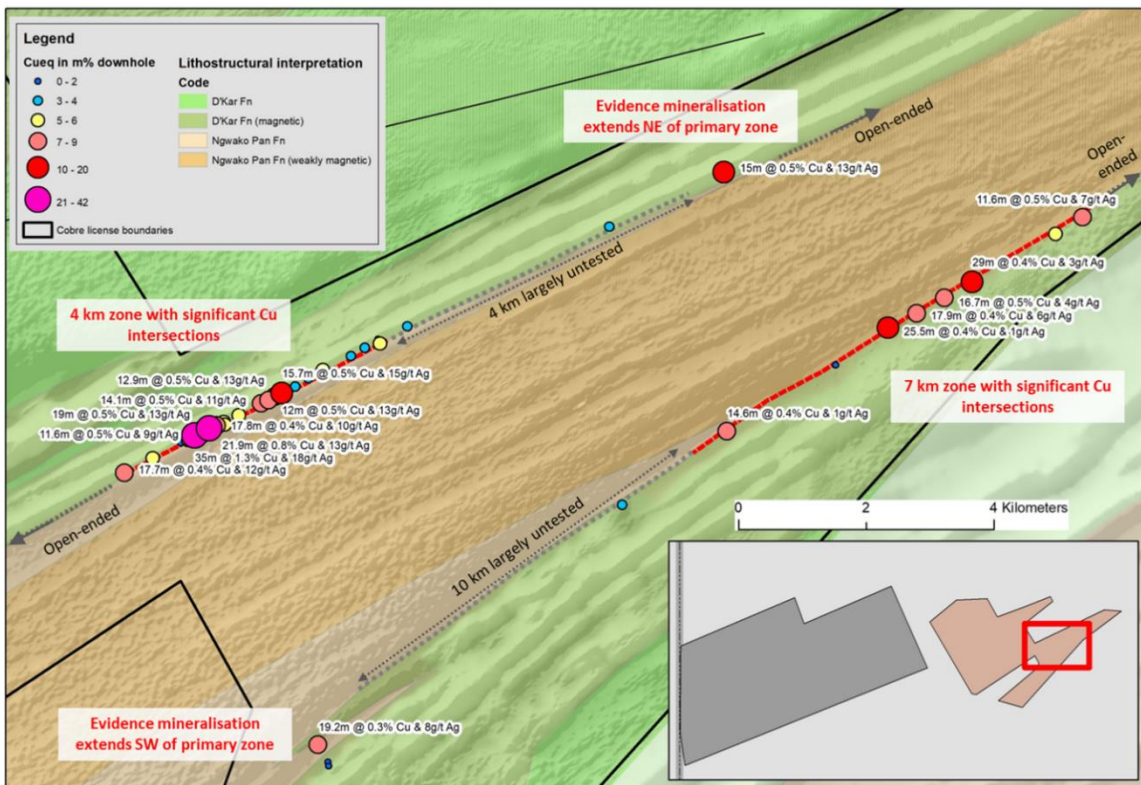 Legend
Cueq in m% downhole
0 - 2
3 - 4
5 - 6
7 - 9
10 - 20
21 - 42
Cobre license boundaries
Lithostructural interpretation
Code
D'Kar Fn
D'Kar Fn (magnetic)
Ngwako Pan Fn
Ngwako Pan Fn (weakly magnetic)
Evidence mineralisation
extends NE of primary zone
Open-ended
Open-
ended
15m @ 0.5% Cu & 13g/t Ag
11.6m @ 0.5% Cu & 7g/t Ag
4 km largely untested
29m @ 0.4% Cu & 3g/t Ag
16.7m @ 0.5% Cu & 4g/t Ag
17.9m @ 0.4% Cu & 6g/t Ag
25.5m @ 0.4% Cu & 1g/t Ag
4 km zone with significant Cu
intersections
7 km zone with significant Cu
intersections
12.9m @ 0.5% Cu & 13g/t Ag
15.7m @ 0.5% Cu & 15g/t Ag
14.1m @ 0.5% Cu & 11g/t Ag
12m @ 0.5% Cu & 13g/t Ag
19m @ 0.5% Cu & 13g/t Ag
17.8m @ 0.4% Cu & 10g/t Ag
11.6m @ 0.5% Cu & 9g/t Ag
21.9m @ 0.8% Cu & 13g/t Ag
35m @ 1.3% Cu & 18g/t Ag
17.7m @ 0.4% Cu & 12g/t Ag
14.6m @ 0.4% Cu & 1g/t Ag
Open-ended
10 km largely untested
0 2 4 Kilometers
Evidence mineralisation
extends SW of primary zone
19.2m @ 0.3% Cu & 8g/t Ag